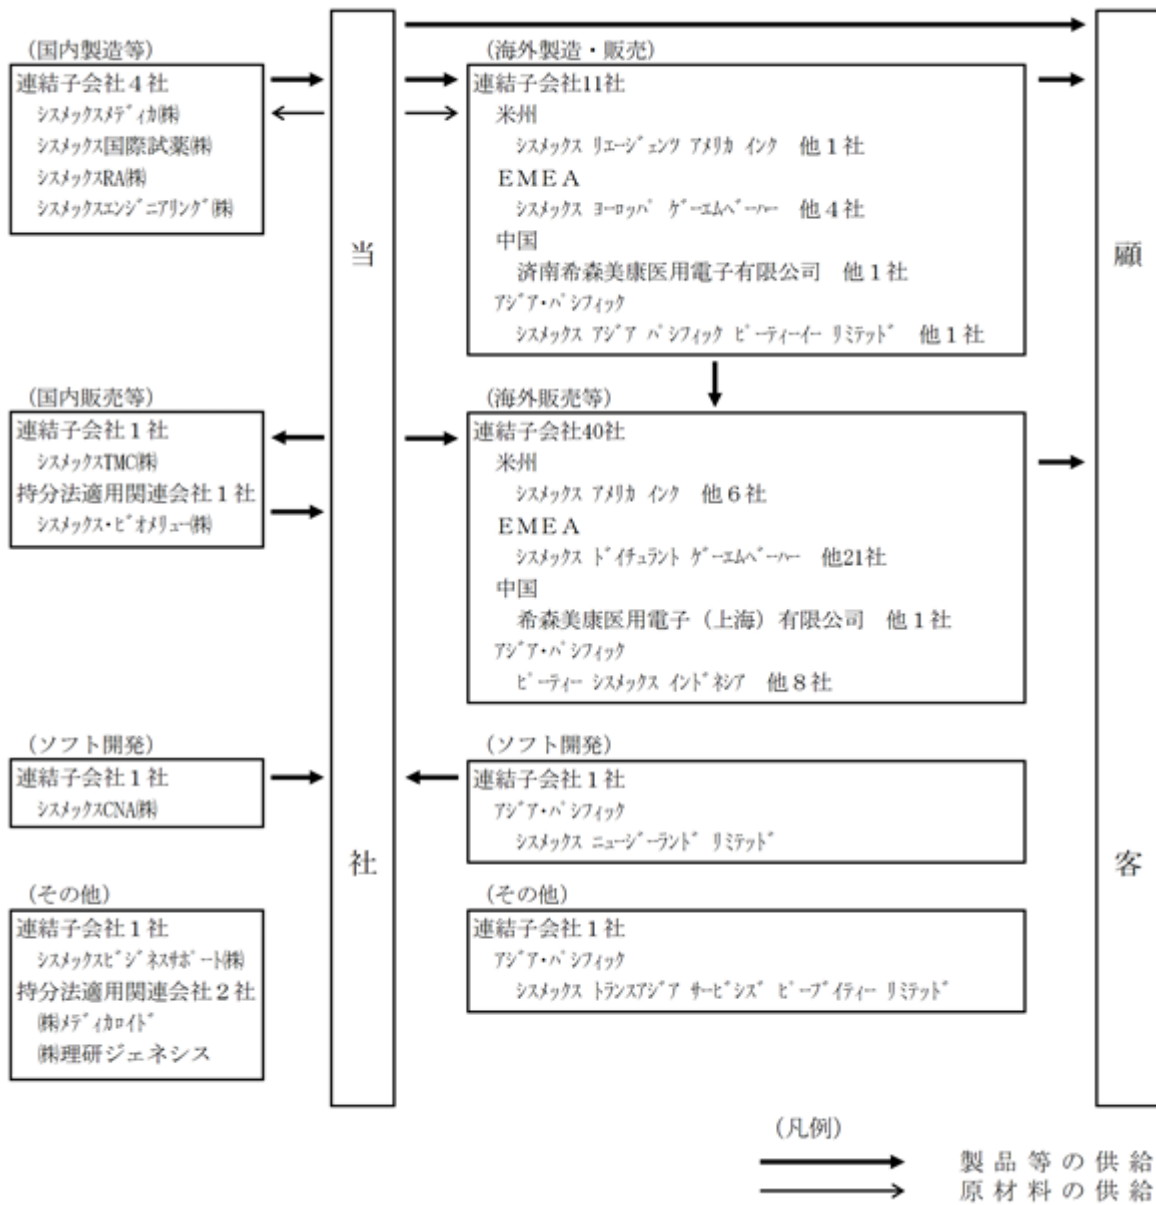 (国内製造等)
連結子会社4社
ｼｽﾒｯｸｽﾒﾃﾞｨｶ㈱
ｼｽﾒｯｸｽ国際試薬㈱
ｼｽﾒｯｸｽRA㈱
ｼｽﾒｯｸｽｴﾝｼﾞﾆｱﾘﾝｸﾞ㈱
(国内販売等)
連結子会社1社
ｼｽﾒｯｸｽTMC㈱
持分法適用関連会社1社
ｼｽﾒｯｸｽ･ﾋﾞｵﾒﾘｭｰ㈱
(ソフト開発)
連結子会社1社
ｼｽﾒｯｸｽCNA㈱
(その他)
連結子会社1社
ｼｽﾒｯｸｽﾋﾞｼﾞﾈｽｻﾎﾟｰﾄ㈱
持分法適用関連会社2社
㈱ﾒﾃﾞｨｶﾛｲﾄﾞ
㈱理研ジェネシス
当社
(海外製造・販売)
連結子会社11社
米州
ｼｽﾒｯｸｽ ﾘｴｰｼﾞｪﾝﾂ ｱﾒﾘｶ ｲﾝｸ 他1社
EMEA
ｼｽﾒｯｸｽ ﾖｰﾛｯﾊﾟ ｹﾞｰｴﾑﾍﾞｰﾊｰ 他4社
中国
済南希森美康医用電子有限公司 他1社
ｱｼﾞｱ･ﾊﾟｼﾌｨｯｸ
ｼｽﾒｯｸｽ ｱｼﾞｱ ﾊﾟｼﾌｨｯｸ ﾋﾟｰﾃｨｰｲｰ ﾘﾐﾃｯﾄﾞ 他1社
(海外販売等)
連結子会社40社
米州
ｼｽﾒｯｸｽ ｱﾒﾘｶ ｲﾝｸ 他6社
EMEA
ｼｽﾒｯｸｽ ﾄﾞｲﾁｭﾗﾝﾄ ｹﾞｰｴﾑﾍﾞｰﾊｰ 他21社
中国
希森美康医用電子(上海)有限公司 他1社
ｱｼﾞｱ･ﾊﾟｼﾌｨｯｸ
ﾋﾟｰﾃｨｰ ｼｽﾒｯｸｽ ｲﾝﾄﾞﾈｼｱ 他8社
(ソフト開発)
連結子会社1社
ｱｼﾞｱ･ﾊﾟｼﾌｨｯｸ
ｼｽﾒｯｸｽ ﾆｭｰｼﾞｰﾗﾝﾄﾞ ﾘﾐﾃｯﾄﾞ
(その他)
連結子会社1社
ｱｼﾞｱ･ﾊﾟｼﾌｨｯｸ
ｼｽﾒｯｸｽ ﾄﾗﾝｽｱｼﾞｱ ｻｰﾋﾞｼｽﾞ ﾋﾟｰﾌﾞｲﾃｨｰ ﾘﾐﾃｯﾄﾞ
顧客
(凡例)
製品等の供給
原材料の供給